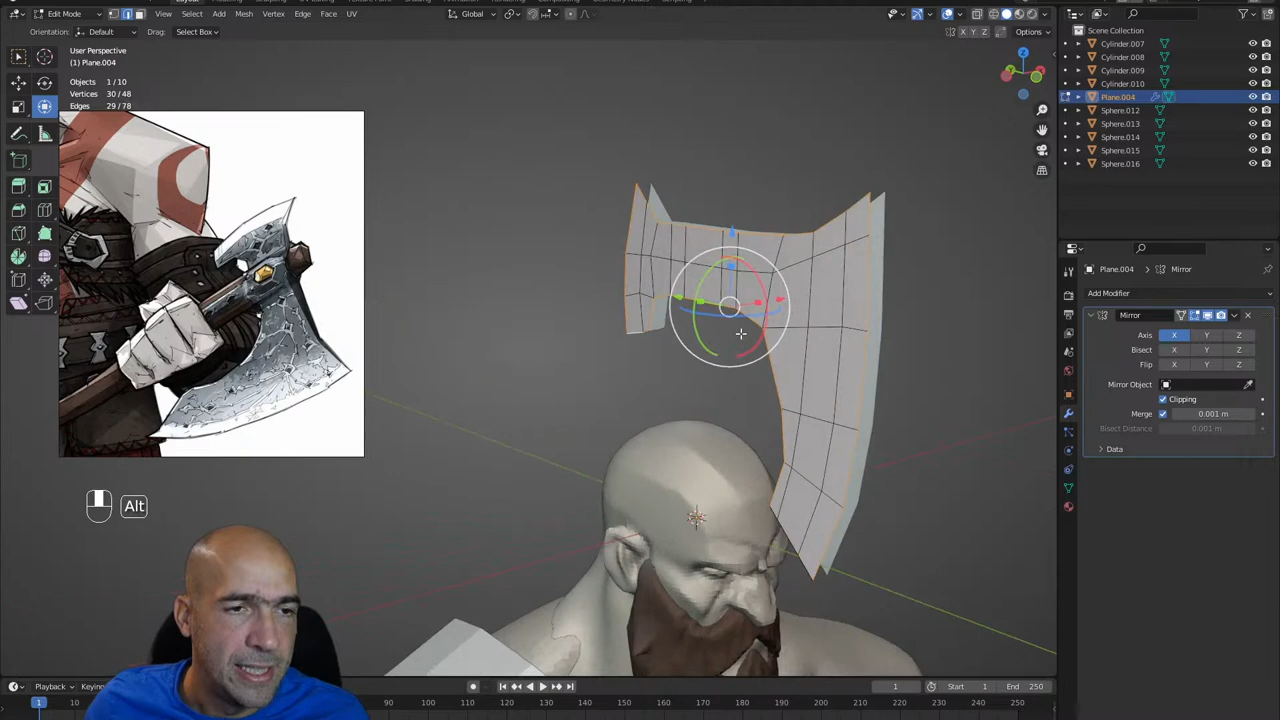 Edit Mode View Select Add Mesh Vertex Edge Face UV Global
Orientation: Default Drag: Select Box X Y Z Options
User Perspective
(1) Plane.004
Objects 1 / 10
Vertices 30 / 48
Edges 29 / 78
Z
Alt
Scene Collection
Cylinder.007
Cylinder.008
Cylinder.009
Cylinder.010
Plane.004
Sphere.012
Sphere.013
Sphere.014
Sphere.015
Sphere.016
Plane.004 Mirror
Add Modifier
Mirror
Axis X Y Z
Bisect X Y Z
Flip X Y Z
Mirror Object
Clipping
Merge 0.001 m
Bisect Distance 0.001 m
Data
Playback Keying 1 Start 1 End 250
1 10 70 80 90 100 110 120 130 140 150 160 170 180 190 200 210 220 230 240 250